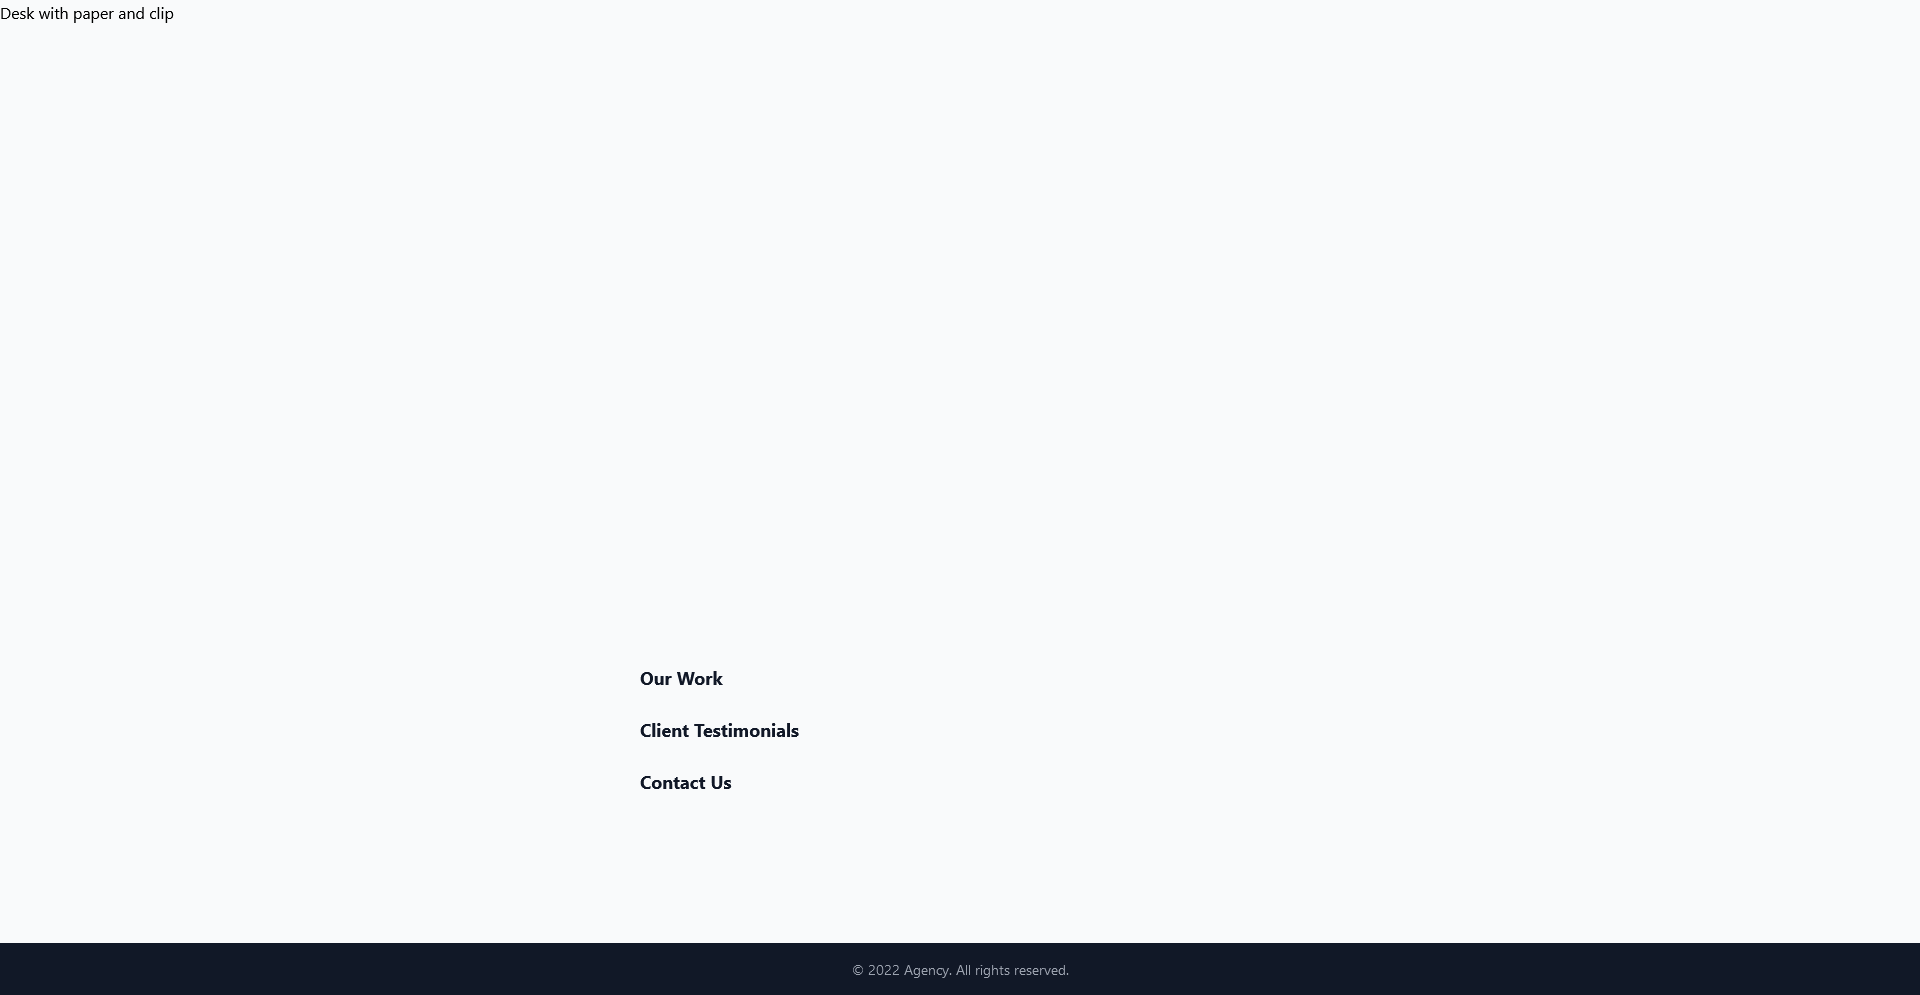 Desk with paper and clip
Our Work
Client Testimonials
Contact Us
© 2022 Agency. All rights reserved.